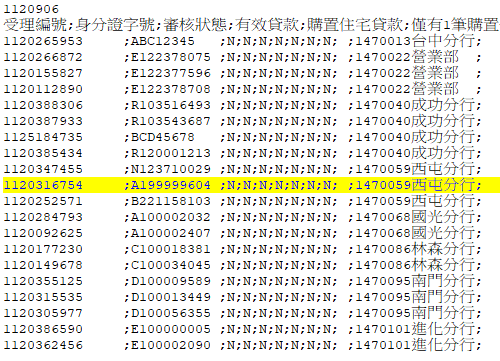 1120906
受理編號;身分證字號;審核狀態;有效貸款;購置住宅貸款;僅有1筆購置
1120265953 ;ABC12345 ;N;N;N;N;N;N; ;1470013台中分行;
1120266872 ;E122378075 ;N;N;N;N;N;N; ;1470022營業部 ;
1120155827 ;E122377596 ;N;N;N;N;N;N; ;1470022營業部 ;
1120112890 ;E122378708 ;N;N;N;N;N;N; ;1470022營業部 ;
1120388306 ;R103516493 ;N;N;N;N;N;N; ;1470040成功分行;
1120387933 ;R103543687 ;N;N;N;N;N;N; ;1470040成功分行;
1125184735 ;BCD45678 ;N;N;N;N;N;N; ;1470040成功分行;
1120385434 ;R120001213 ;N;N;N;N;N;N; ;1470040成功分行;
1120347455 ;N123710029 ;N;N;N;N;N;N; ;1470059西屯分行;
1120316754 ;A199999604 ;N;N;N;N;N;N; ;1470059西屯分行;
1120252571 ;B221158103 ;N;N;N;N;N;N; ;1470059西屯分行;
1120284793 ;A100002032 ;N;N;N;N;N;N; ;1470068國光分行;
1120092625 ;A100002407 ;N;N;N;N;N;N; ;1470068國光分行;
1120177230 ;C100018381 ;N;N;N;N;N;N; ;1470086林森分行;
1120149678 ;C100034045 ;N;N;N;N;N;N; ;1470086林森分行;
1120355125 ;D100009589 ;N;N;N;N;N;N; ;1470095南門分行;
1120315535 ;D100013449 ;N;N;N;N;N;N; ;1470095南門分行;
1120305977 ;D100056355 ;N;N;N;N;N;N; ;1470095南門分行;
1120386590 ;E100000005 ;N;N;N;N;N;N; ;1470101進化分行;
1120362456 ;E100002090 ;N;N;N;N;N;N; ;1470101進化分行;